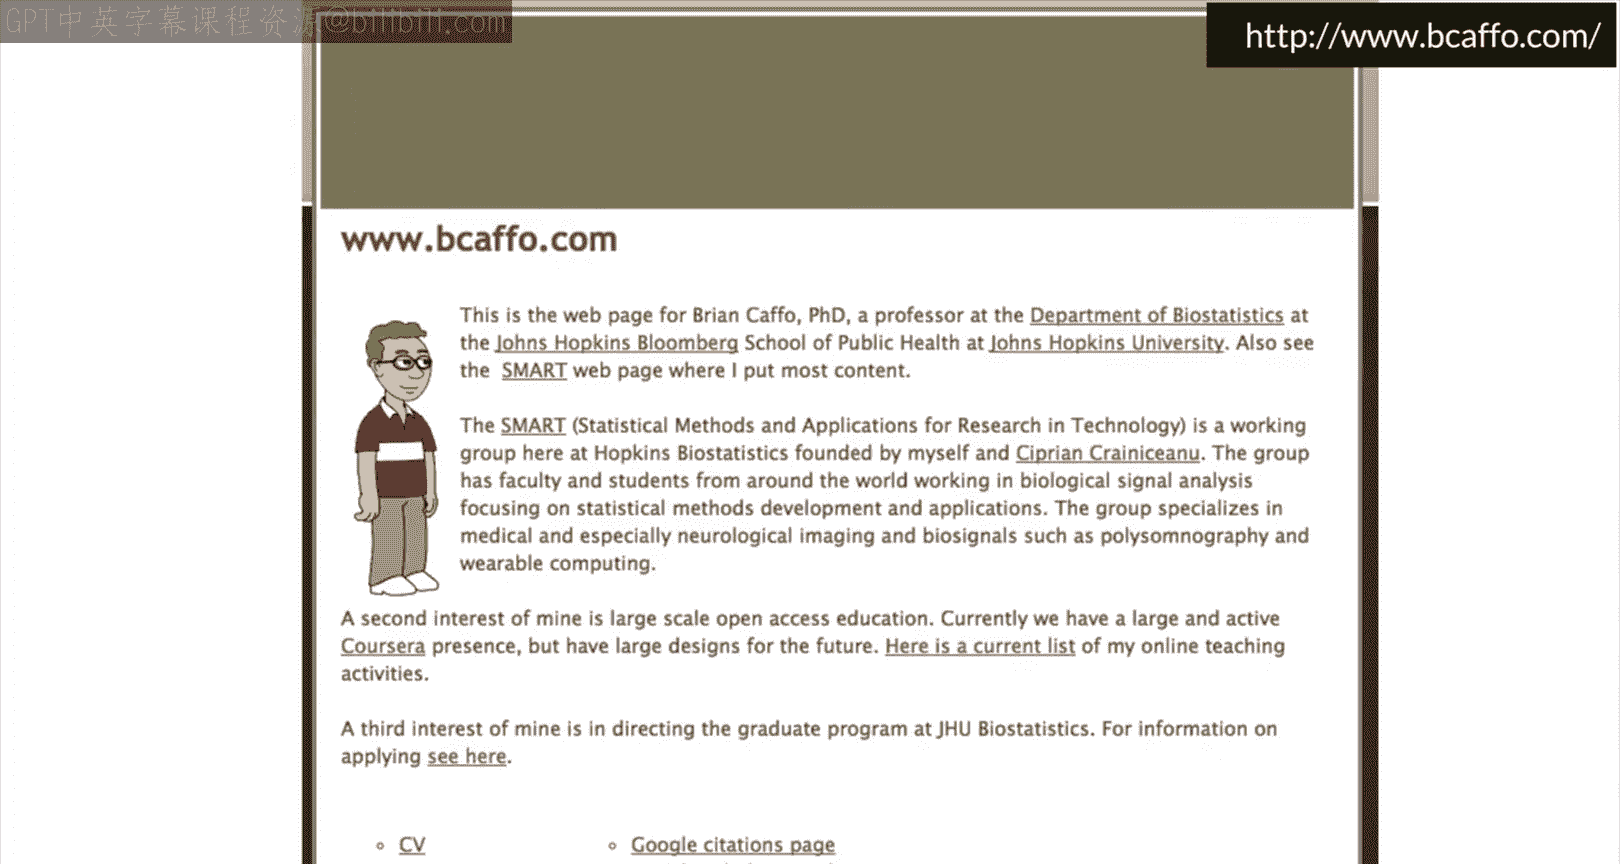 GPT中英字幕课程资源@bilibili.com
http://www.bcaffo.com/
www.bcaffo.com
This is the web page for Brian Caffo, PhD, a professor at the Department of Biostatistics at
the Johns Hopkins Bloomberg School of Public Health at Johns Hopkins University. Also see
the SMART web page where I put most content.
The SMART (Statistical Methods and Applications for Research in Technology) is a working
group here at Hopkins Biostatistics founded by myself and Ciprian Crainiceanu. The group
has faculty and students from around the world working in biological signal analysis
focusing on statistical methods development and applications. The group specializes in
medical and especially neurological imaging and biosignals such as polysomnography and
wearable computing.
A second interest of mine is large scale open access education. Currently we have a large and active
Coursera presence, but have large designs for the future. Here is a current list of my online teaching
activities.
A third interest of mine is in directing the graduate program at JHU Biostatistics. For information on
applying see here.
CV
Google citations page